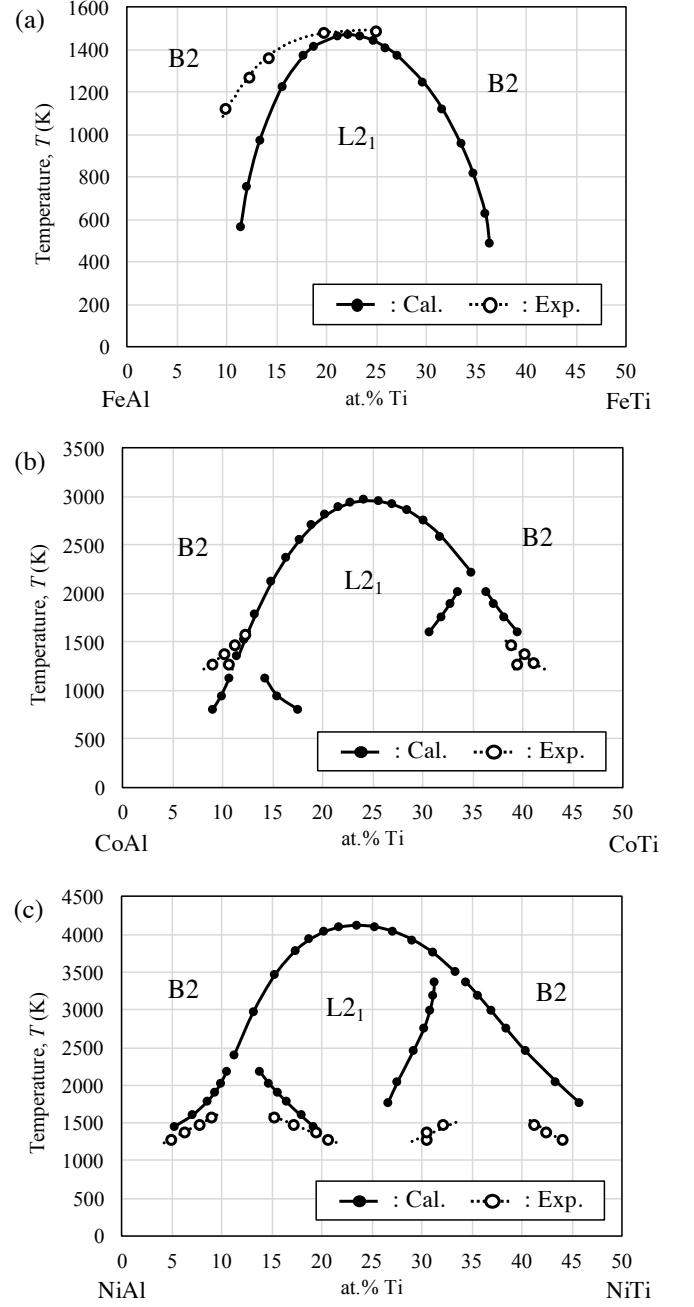 (a)
1600
1400
1200
1000
800
600
400
200
0
Temperature, T (K)
B2
B2
L2₁
: Cal. : Exp.
0 5 10 15 20 25 30 35 40 45 50
FeAl at.% Ti FeTi
(b)
3500
3000
2500
2000
1500
1000
500
0
Temperature, T (K)
B2
B2
L2₁
: Cal. : Exp.
0 5 10 15 20 25 30 35 40 45 50
CoAl at.% Ti CoTi
(c)
4500
4000
3500
3000
2500
2000
1500
1000
500
0
Temperature, T (K)
B2
B2
L2₁
: Cal. : Exp.
0 5 10 15 20 25 30 35 40 45 50
NiAl at.% Ti NiTi